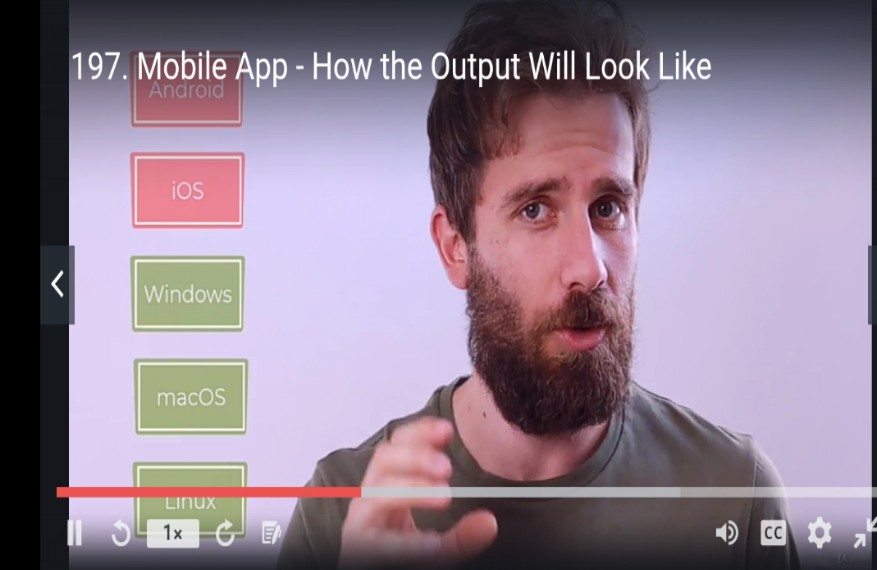 197. Mobile App - How the Output Will Look Like
Android
iOS
Windows
macOS
Linux
1x
CC